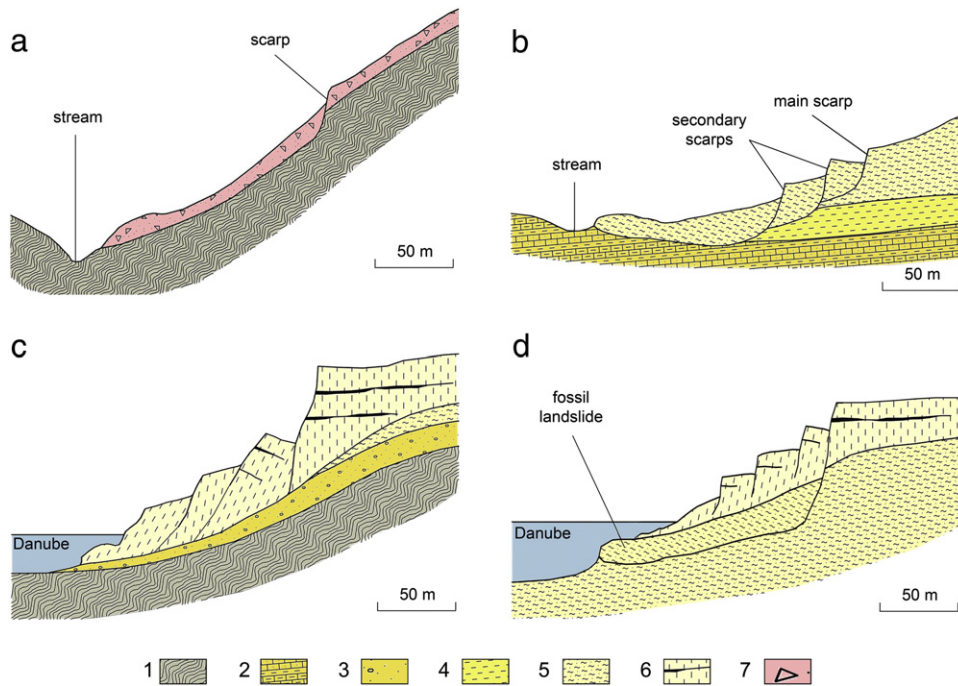 a
scarp
stream
50 m
b
main scarp
secondary
scarps
stream
50 m
c
Danube
50 m
d
fossil
landslide
Danube
50 m
1 2 3 4 5 6 7